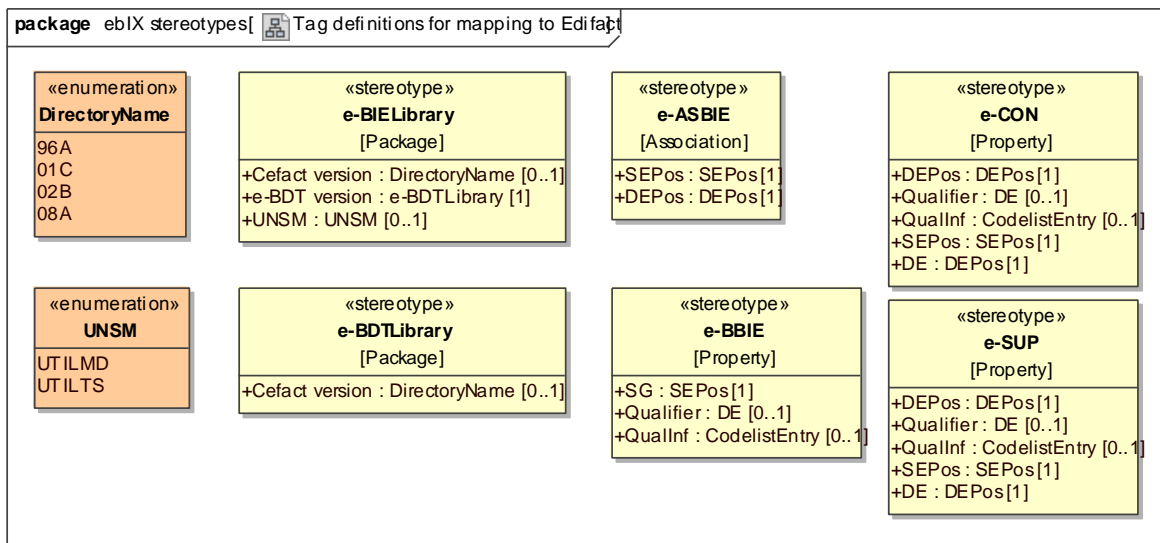 package ebIX stereotypes[ Tag definitions for mapping to Edifact]
«enumeration»
DirectoryName
96A
01C
02B
08A
«stereotype»
e-BIELibrary
[Package]
+Cefact version : DirectoryName [0..1]
+e-BDT version : e-BDTLibrary [1]
+UNSM : UNSM [0..1]
«stereotype»
e-ASBIE
[Association]
+SEPos : SEPos[1]
+DEPos : DEPos[1]
«stereotype»
e-CON
[Property]
+DEPos : DEPos[1]
+Qualifier : DE [0..1]
+QualInf : CodelistEntry [0..1]
+SEPos : SEPos[1]
+DE : DEPos[1]
«enumeration»
UNSM
UTILMD
UTILTS
«stereotype»
e-BDTLibrary
[Package]
+Cefact version : DirectoryName [0..1]
«stereotype»
e-BBIE
[Property]
+SG : SEPos[1]
+Qualifier : DE [0..1]
+QualInf : CodelistEntry [0..1]
«stereotype»
e-SUP
[Property]
+DEPos : DEPos[1]
+Qualifier : DE [0..1]
+QualInf : CodelistEntry [0..1]
+SEPos : SEPos[1]
+DE : DEPos[1]